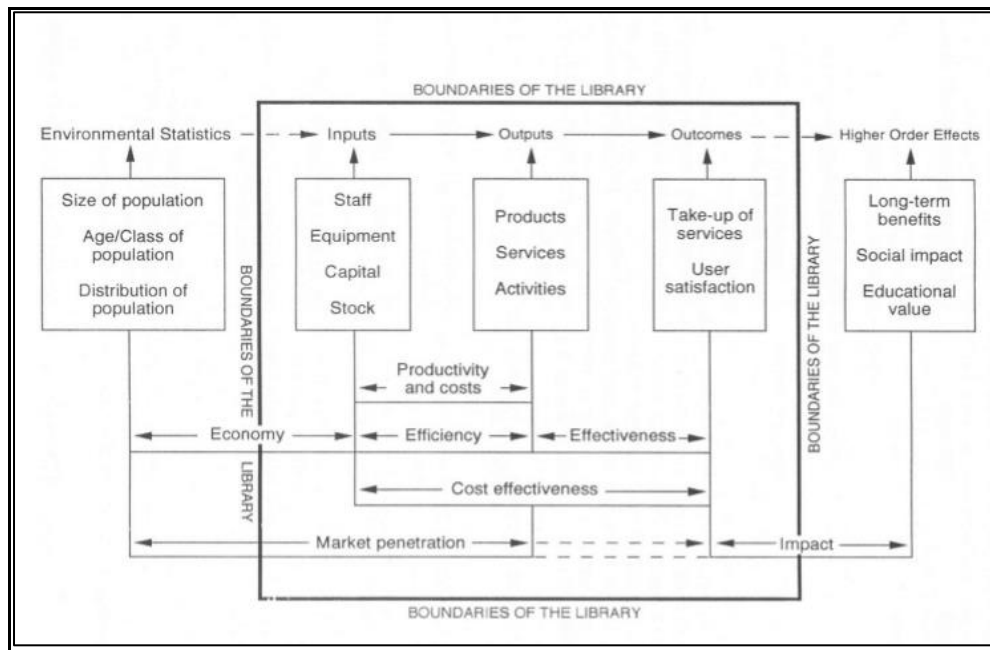 BOUNDARIES OF THE LIBRARY
Environmental Statistics
Inputs
Outputs
Outcomes
Higher Order Effects
Size of population
Age/Class of
population
Distribution of
population
BOUNDARIES OF THE
LIBRARY
Staff
Equipment
Capital
Stock
Products
Services
Activities
Take-up of
services
User
satisfaction
BOUNDARIES OF THE LIBRARY
Long-term
benefits
Social impact
Educational
value
Productivity
and costs
Economy
Efficiency
Effectiveness
Cost effectiveness
Market penetration
Impact
BOUNDARIES OF THE LIBRARY